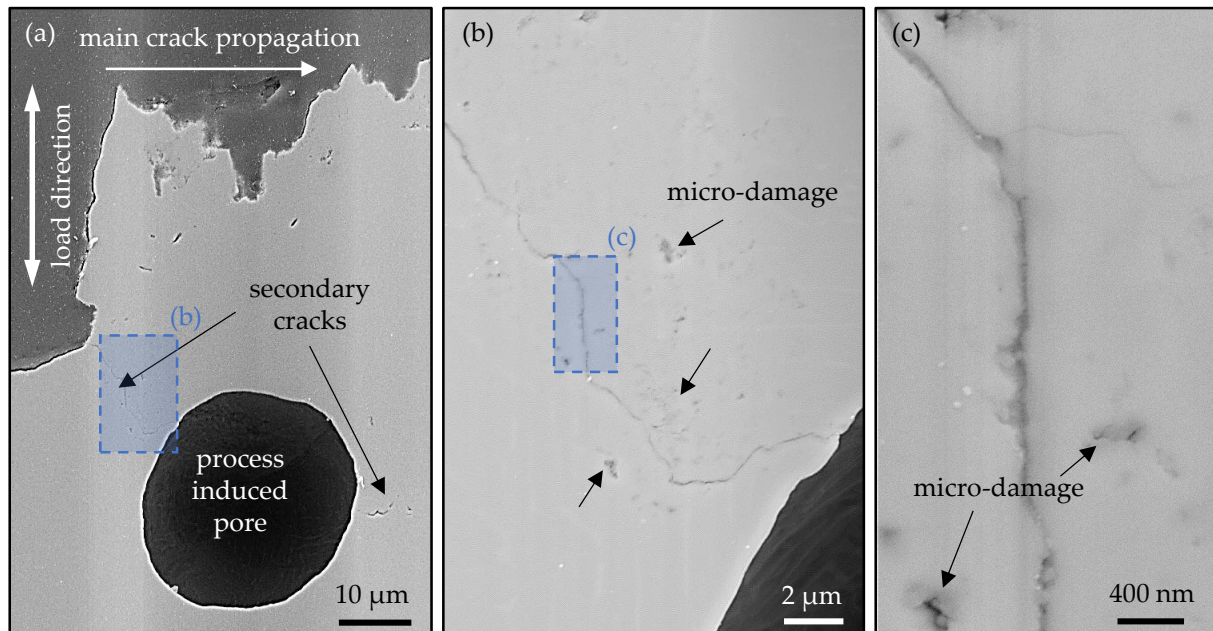 (a)
main crack propagation
load direction
secondary
cracks
(b)
process
induced
pore
10 µm
(b)
micro-damage
(c)
2 µm
(c)
micro-damage
400 nm